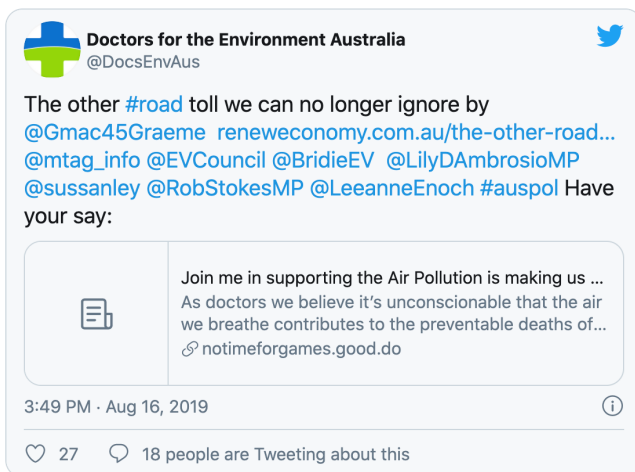 Doctors for the Environment Australia
@DocsEnvAus
The other #road toll we can no longer ignore by
@Gmac45Graeme reneweconomy.com.au/the-other-road...
@mtag_info @EVCouncil @BridieEV @LilyDAmbrosioMP
@sussanley @RobStokesMP @LeeanneEnoch #auspol Have
your say:
Join me in supporting the Air Pollution is making us ...
As doctors we believe it's unconscionable that the air
we breathe contributes to the preventable deaths of...
notimeforgames.good.do
3:49 PM · Aug 16, 2019
27 18 people are Tweeting about this